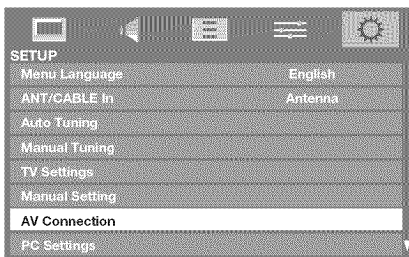 SETUP
Menu Language English
ANT/CABLE In Antenna
Auto Tuning
Manual Tuning
TV Settings
Manual Setting
AV Connection
PC Settings